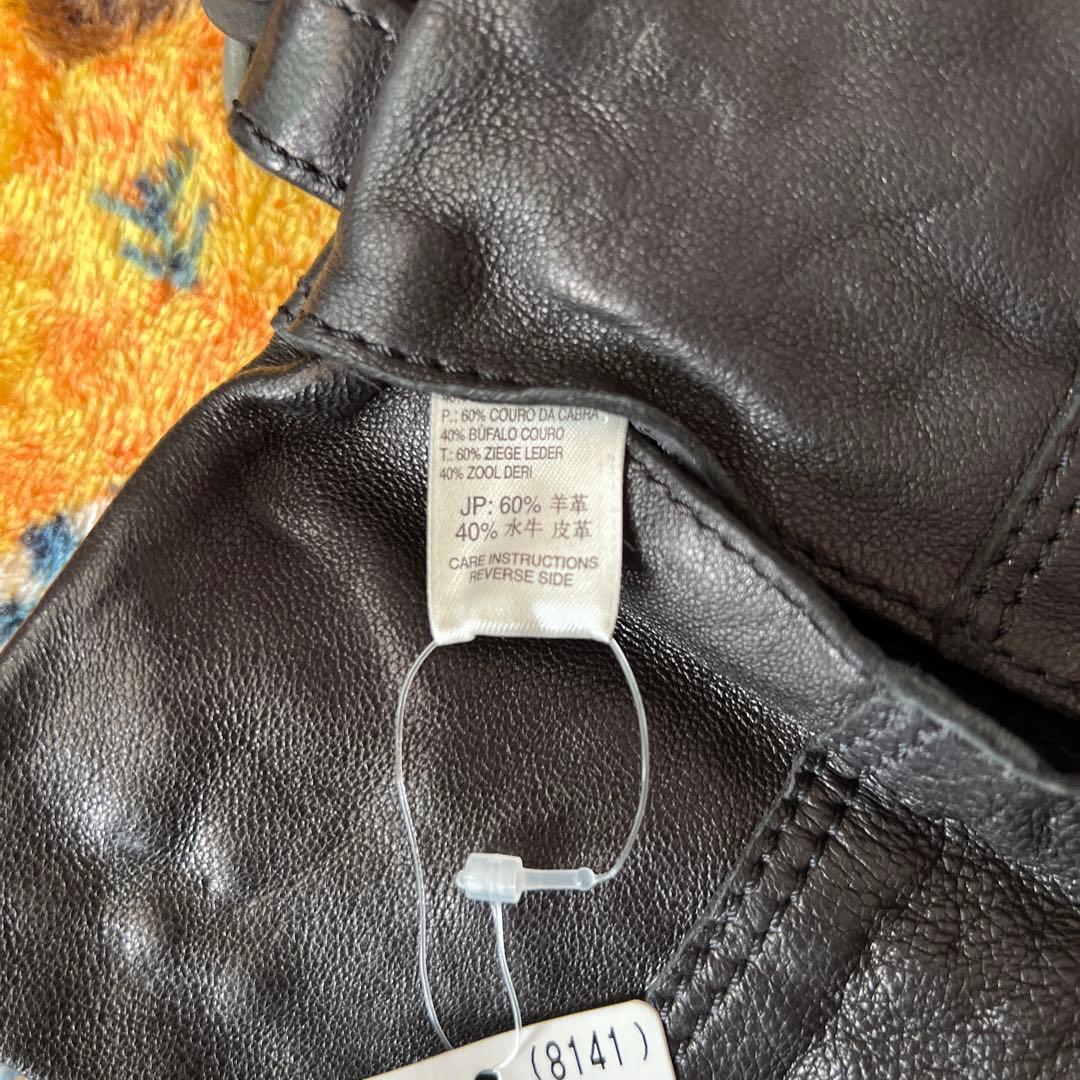 P.: 60% COURO DA CABRA
40% BÚFALO COURO
T.: 60% ZIEGE LEDER
40% ZOOL DERI
JP: 60% 羊革
40% 水牛 皮革
CARE INSTRUCTIONS
REVERSE SIDE
(8141)